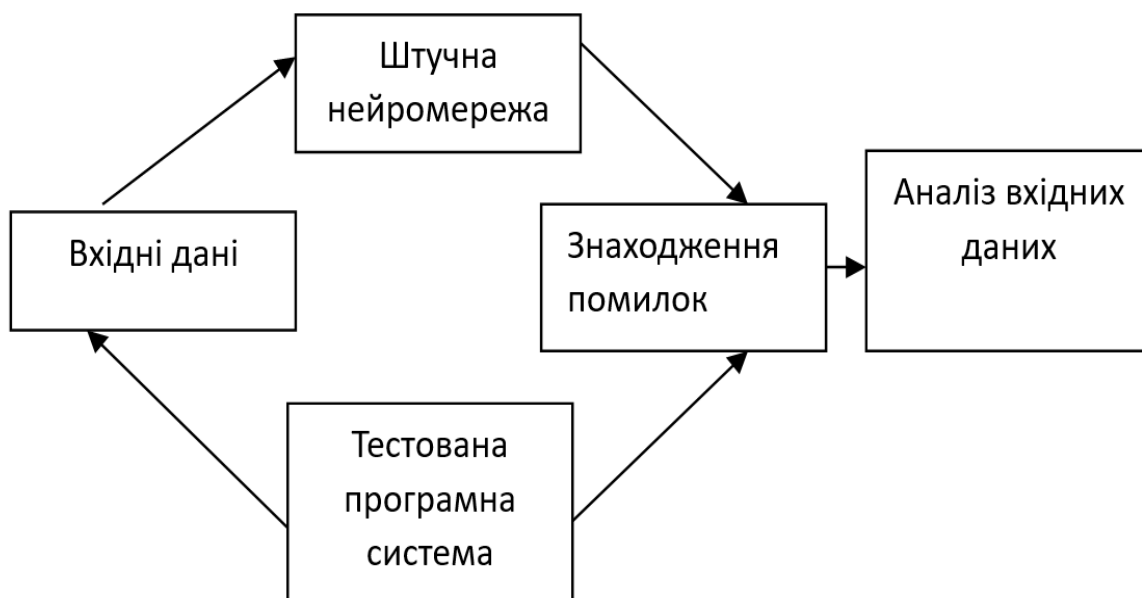 Штучна
нейромережа
Вхідні дані
Знаходження
помилок
Аналіз вхідних
даних
Тестована
програмна
система